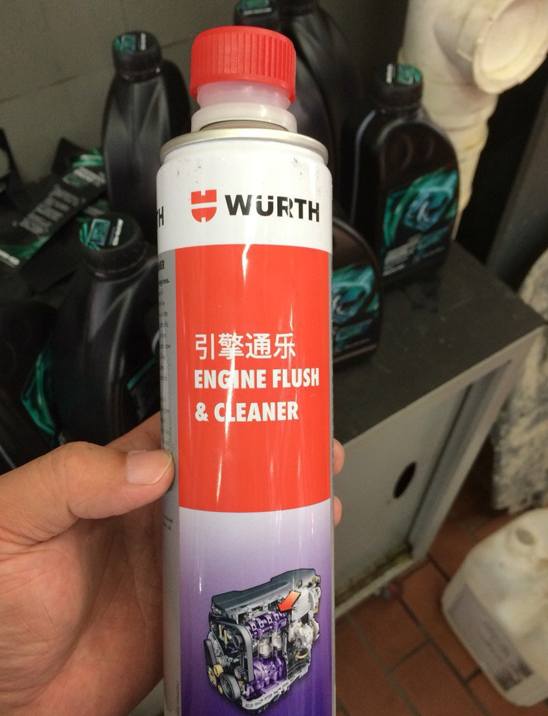 WÜRTH
引擎通乐
ENGINE FLUSH
& CLEANER